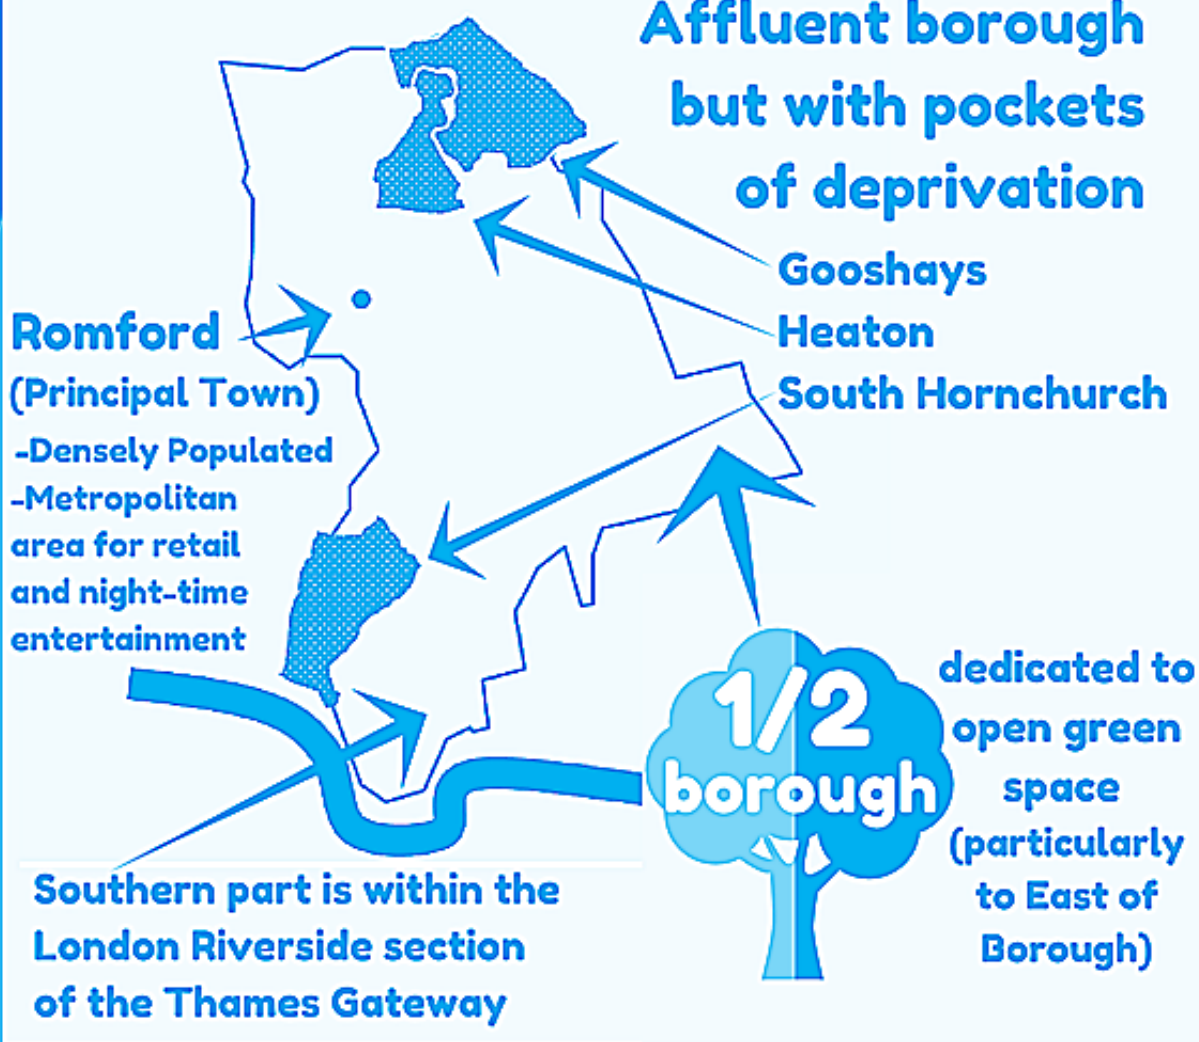 Affluent borough
but with pockets
of deprivation
Gooshays
Heaton
South Hornchurch
Romford
(Principal Town)
-Densely Populated
-Metropolitan
area for retail
and night-time
entertainment
1/2
borough
dedicated to
open green
space
(particularly
to East of
Borough)
Southern part is within the
London Riverside section
of the Thames Gateway